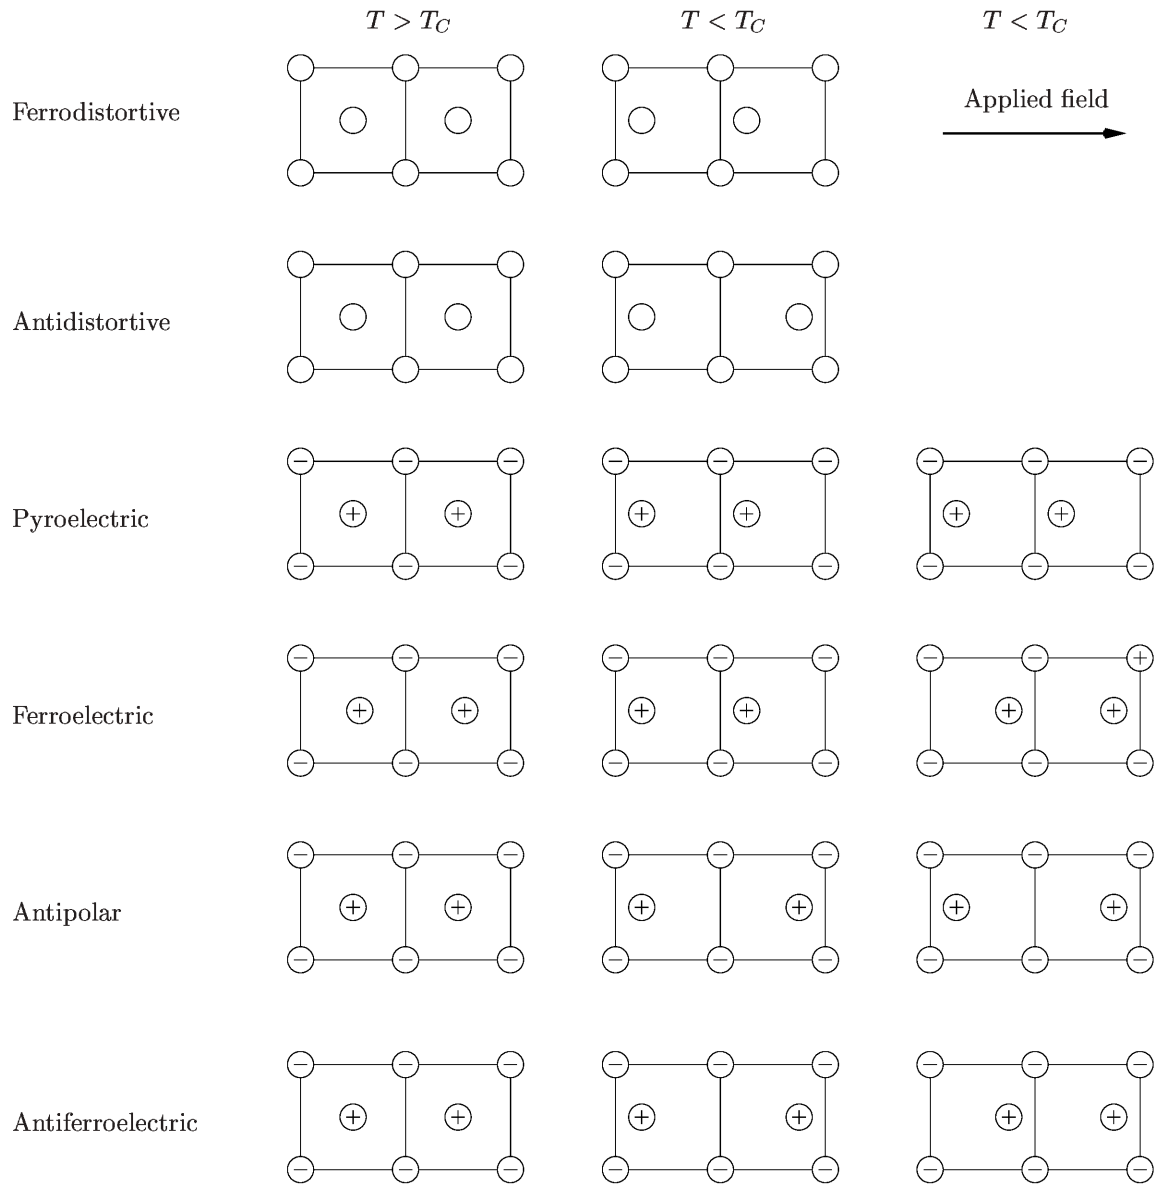 T > T_C T < T_C T < T_C
Ferrodistortive
Applied field
Antidistortive
− − − − − − − − −
Pyroelectric + + + + + +
− − − − − − − − −
− − − − − − − − +
Ferroelectric + + + + + +
− − − − − − − − −
− − − − − − − − −
Antipolar + + + + + +
− − − − − − − − −
− − − − − − − − −
Antiferroelectric + + + + + +
− − − − − − − − −